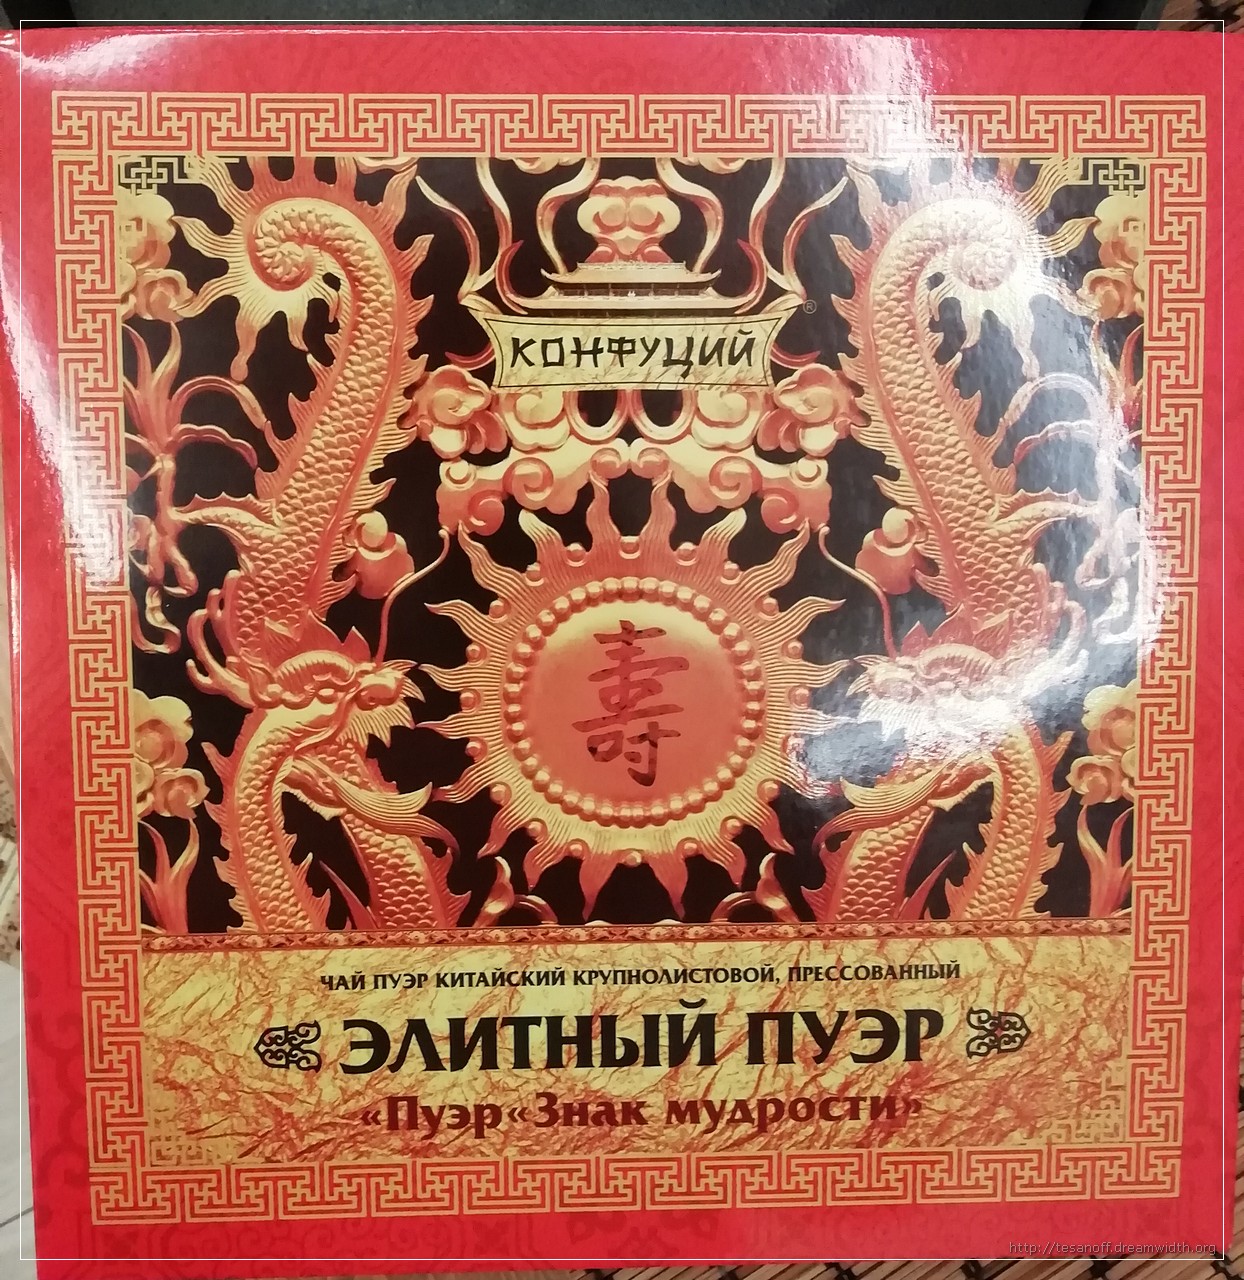 КОНФУЦИЙ
®
壽
ЧАЙ ПУЭР КИТАЙСКИЙ КРУПНОЛИСТОВОЙ, ПРЕССОВАННЫЙ
ЭЛИТНЫЙ ПУЭР
«Пуэр«Знак мудрости»
http://tesanoff.dreamwidth.org